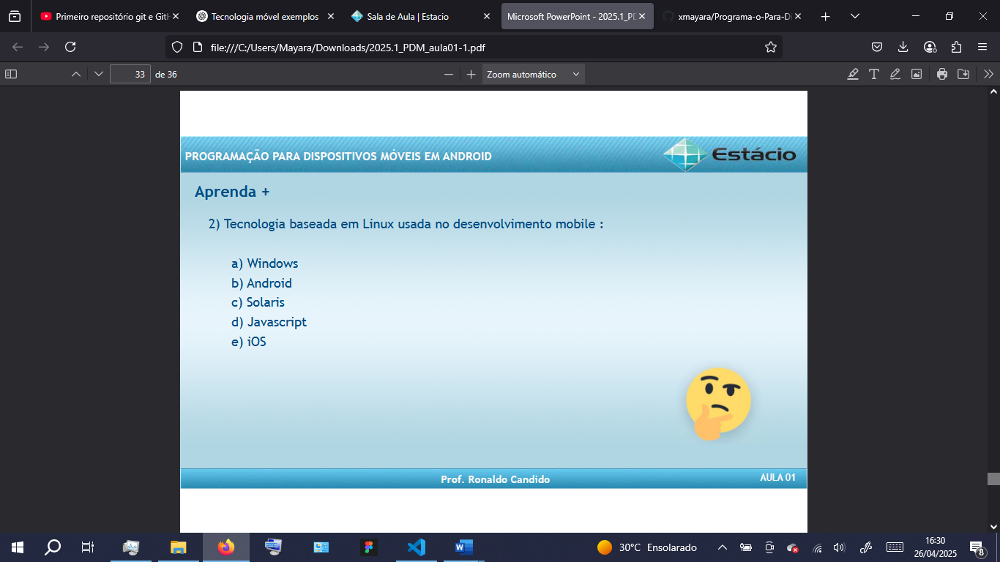 Primeiro repositório git e GitH
Tecnologia móvel exemplos
Sala de Aula | Estacio
Microsoft PowerPoint - 2025.1_PD
xmayara/Programa-o-Para-Di
file:///C:/Users/Mayara/Downloads/2025.1_PDM_aula01-1.pdf
33 de 36
Zoom automático
PROGRAMAÇÃO PARA DISPOSITIVOS MÓVEIS EM ANDROID
Estácio
Aprenda +
2) Tecnologia baseada em Linux usada no desenvolvimento mobile :
a) Windows
b) Android
c) Solaris
d) Javascript
e) iOS
Prof. Ronaldo Candido
AULA 01
30°C Ensolarado
16:30
26/04/2025
8